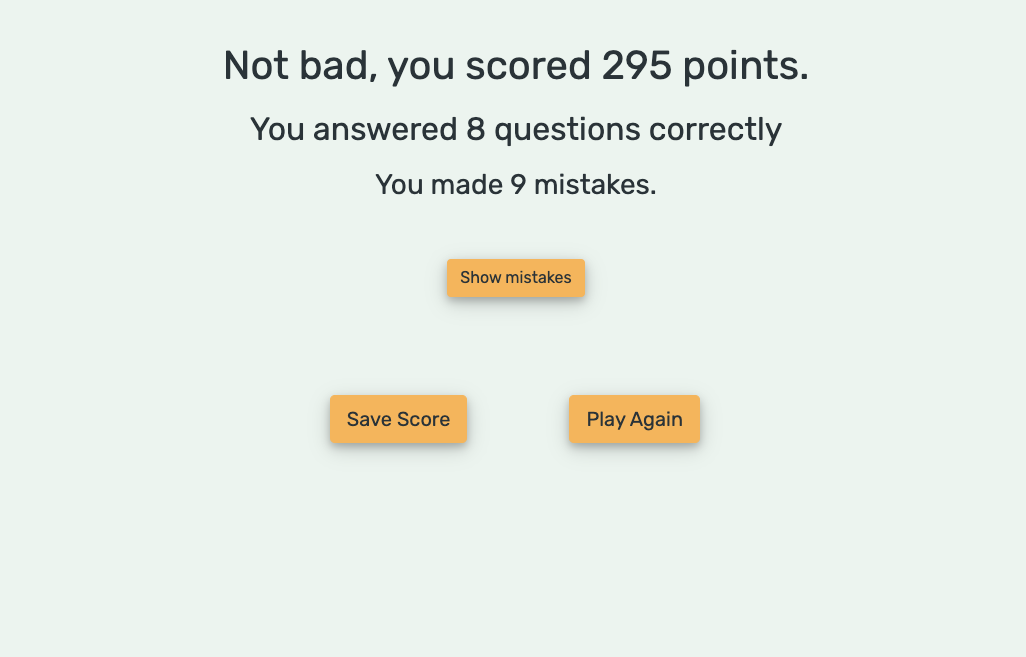 Not bad, you scored 295 points.
You answered 8 questions correctly
You made 9 mistakes.
Show mistakes
Save Score
Play Again